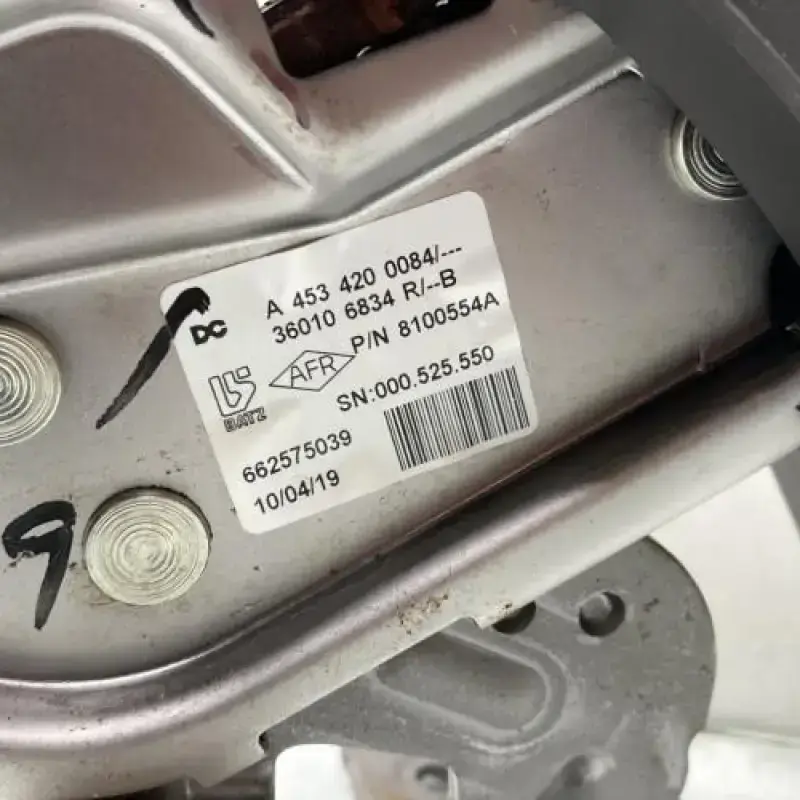 A 453 420 0084/---
DC 36010 6834 R/--B
P/N 8100554A
AFR
BATZ
SN:000.525.550
662575039
10/04/19
9